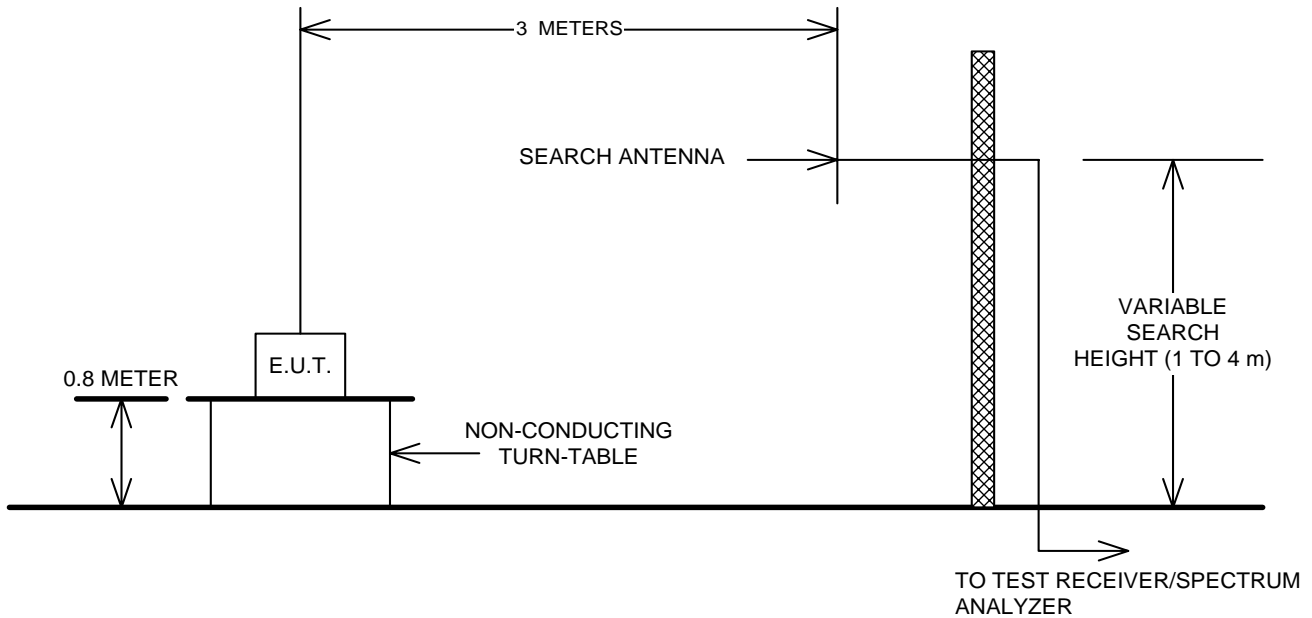 3 METERS
SEARCH ANTENNA
VARIABLE
SEARCH
HEIGHT (1 TO 4 m)
E.U.T.
0.8 METER
NON-CONDUCTING
TURN-TABLE
TO TEST RECEIVER/SPECTRUM
ANALYZER